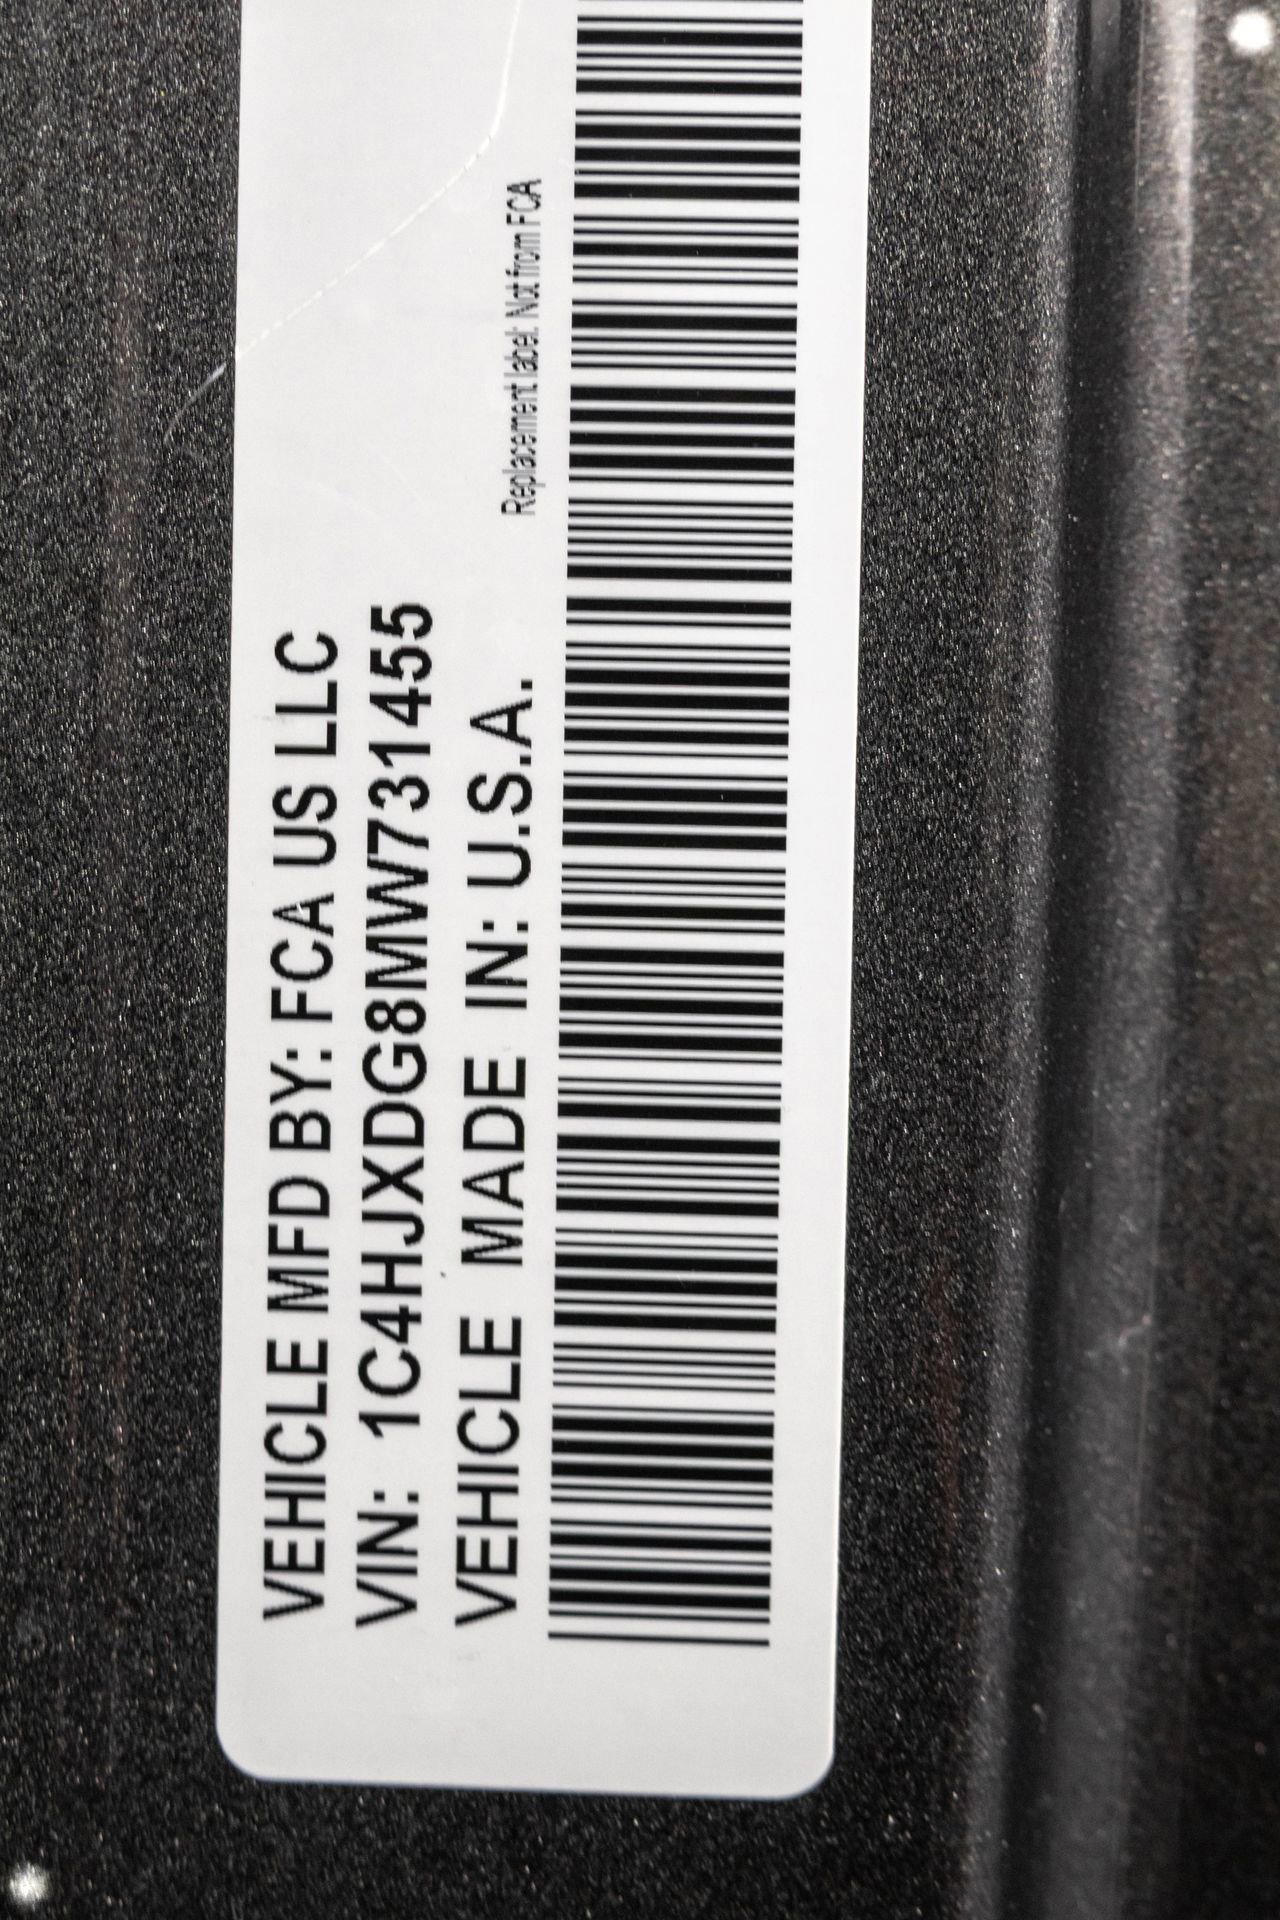 VEHICLE MFD BY: FCA US LLC
VIN: 1C4HJXDG8MW731455
VEHICLE MADE IN: U.S.A.
Replacement label: Not from FCA